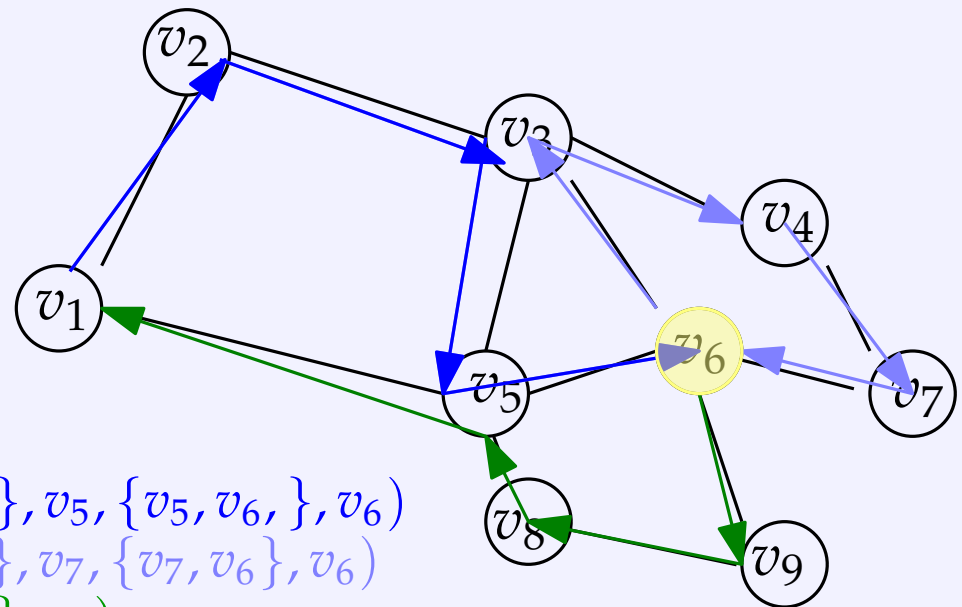 v₂
v₃
v₄
v₁
v₆
v₅
v₇
}, v₅, {v₅, v₆, }, v₆)
v₈
}, v₇, {v₇, v₆}, v₆)
v₉